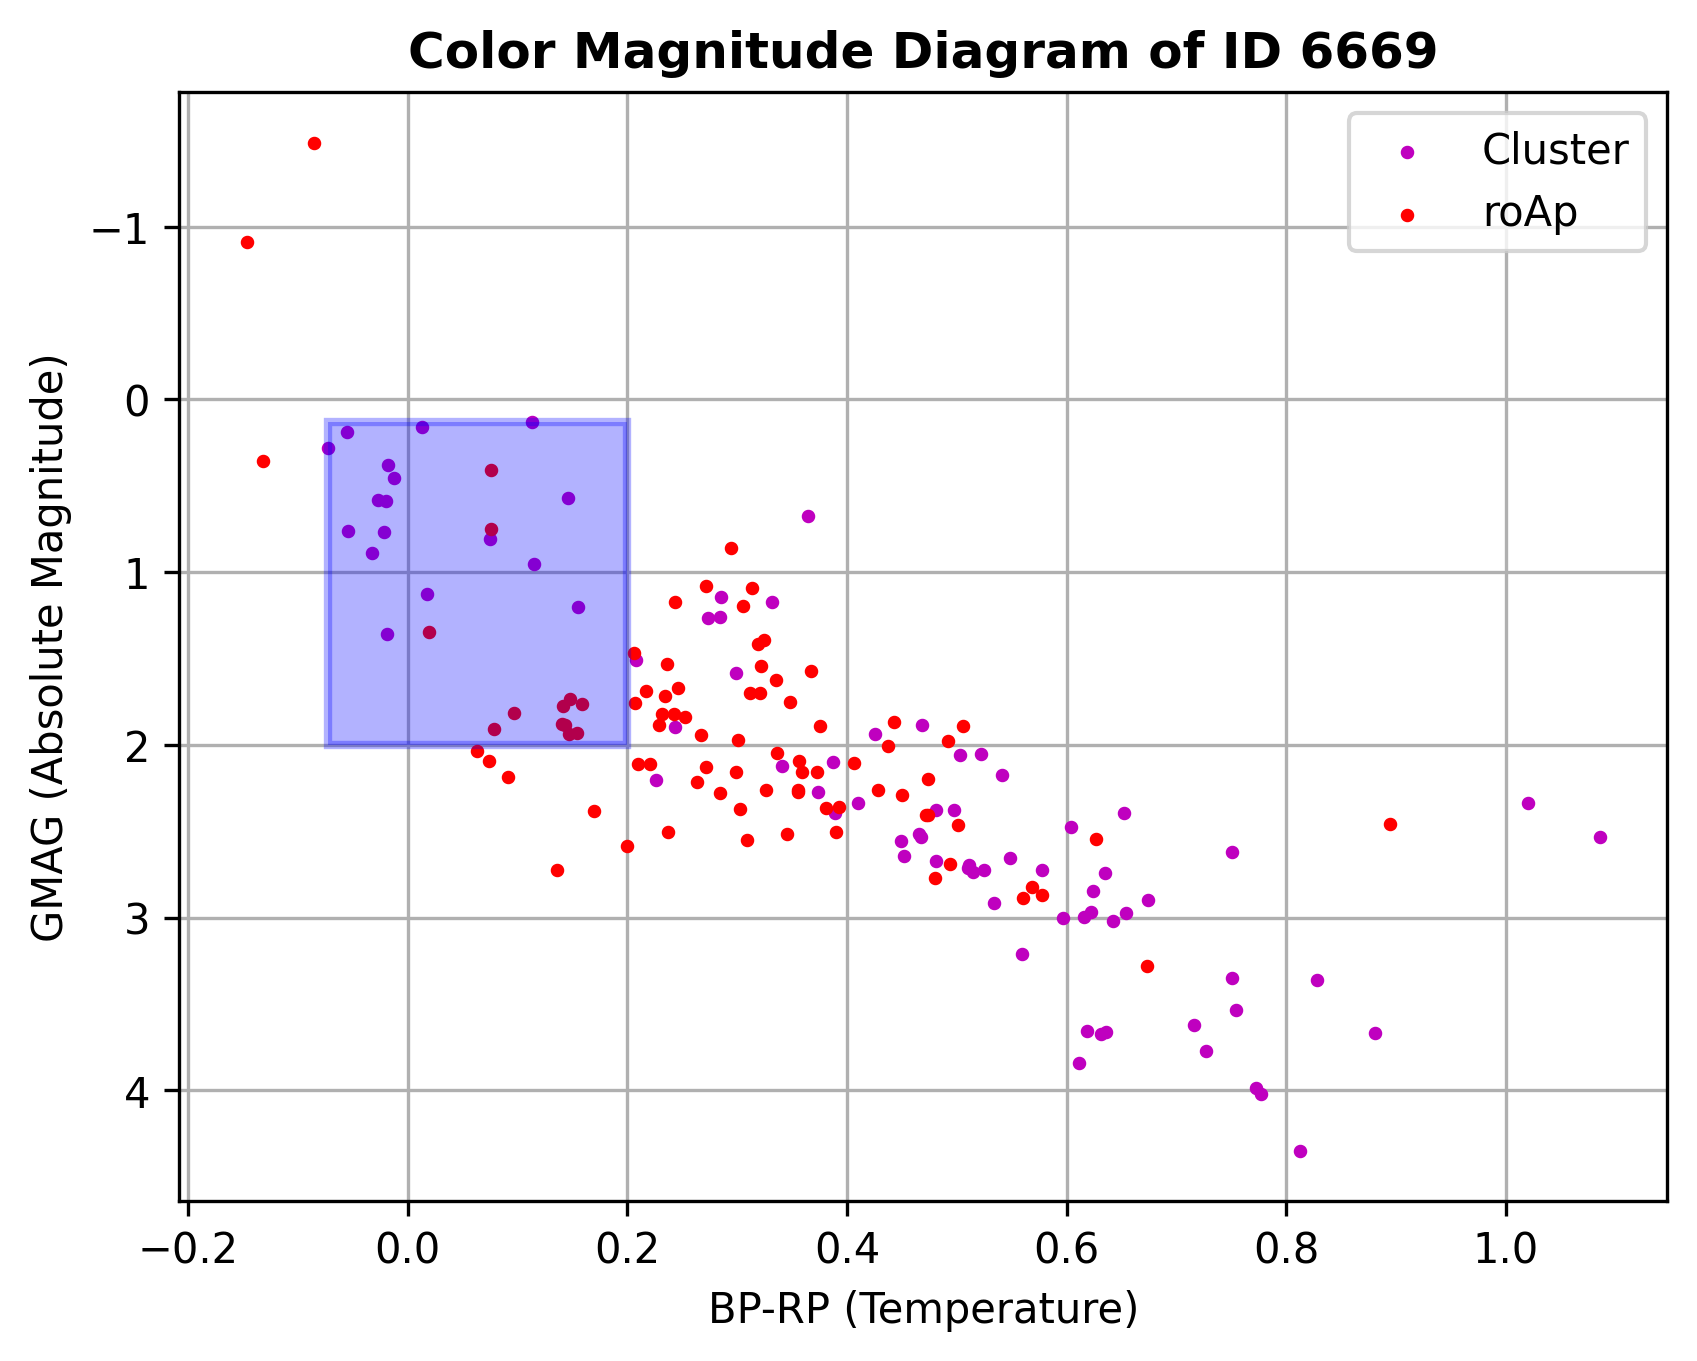 Color Magnitude Diagram of ID 6669
Cluster
roAp
GMAG (Absolute Magnitude)
−1
0
1
2
3
4
−0.2 0.0 0.2 0.4 0.6 0.8 1.0
BP-RP (Temperature)